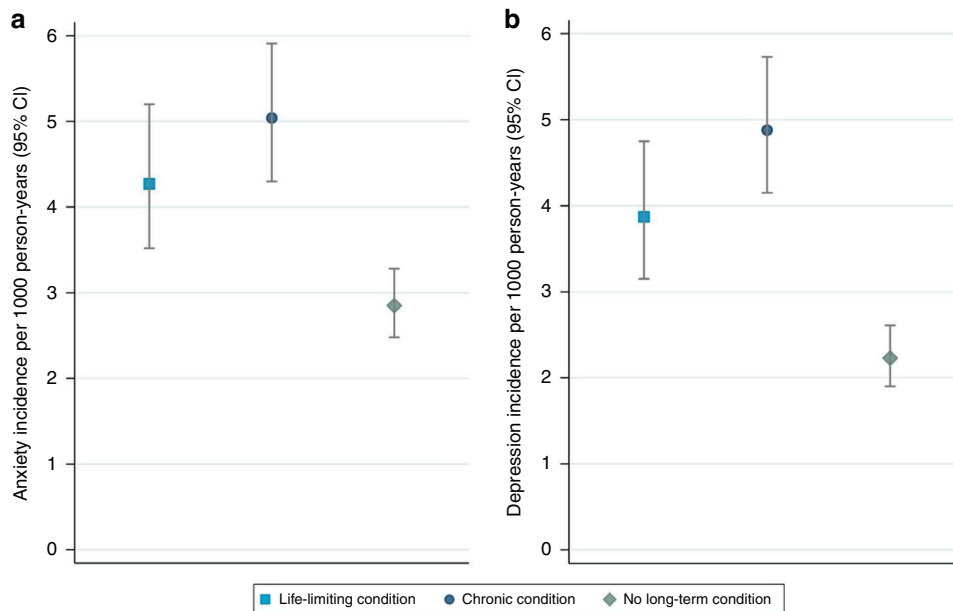 a
Anxiety incidence per 1000 person-years (95% CI)
6
5
4
3
2
1
0
b
Depression incidence per 1000 person-years (95% CI)
6
5
4
3
2
1
0
Life-limiting condition Chronic condition No long-term condition